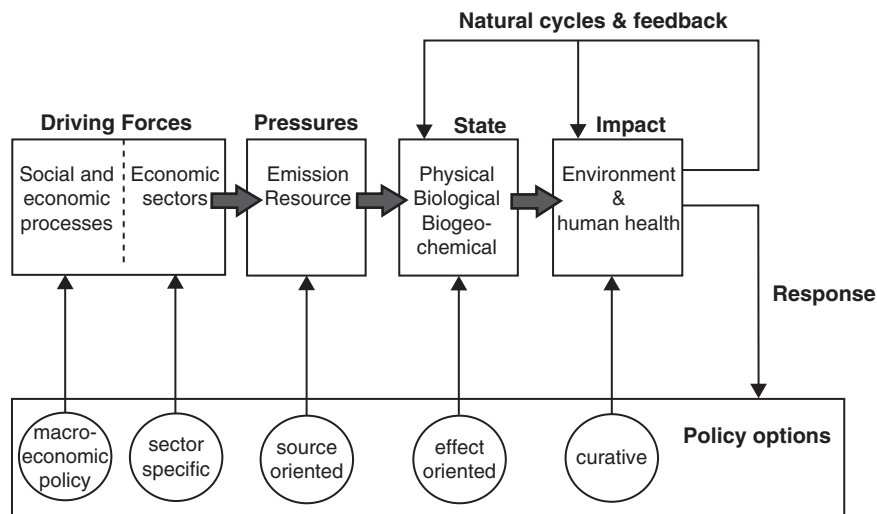 Natural cycles & feedback
Driving Forces
Pressures
State
Impact
Social and
economic
processes
Economic
sectors
Emission
Resource
Physical
Biological
Biogeo-
chemical
Environment
&
human health
Response
Policy options
macro-
economic
policy
sector
specific
source
oriented
effect
oriented
curative